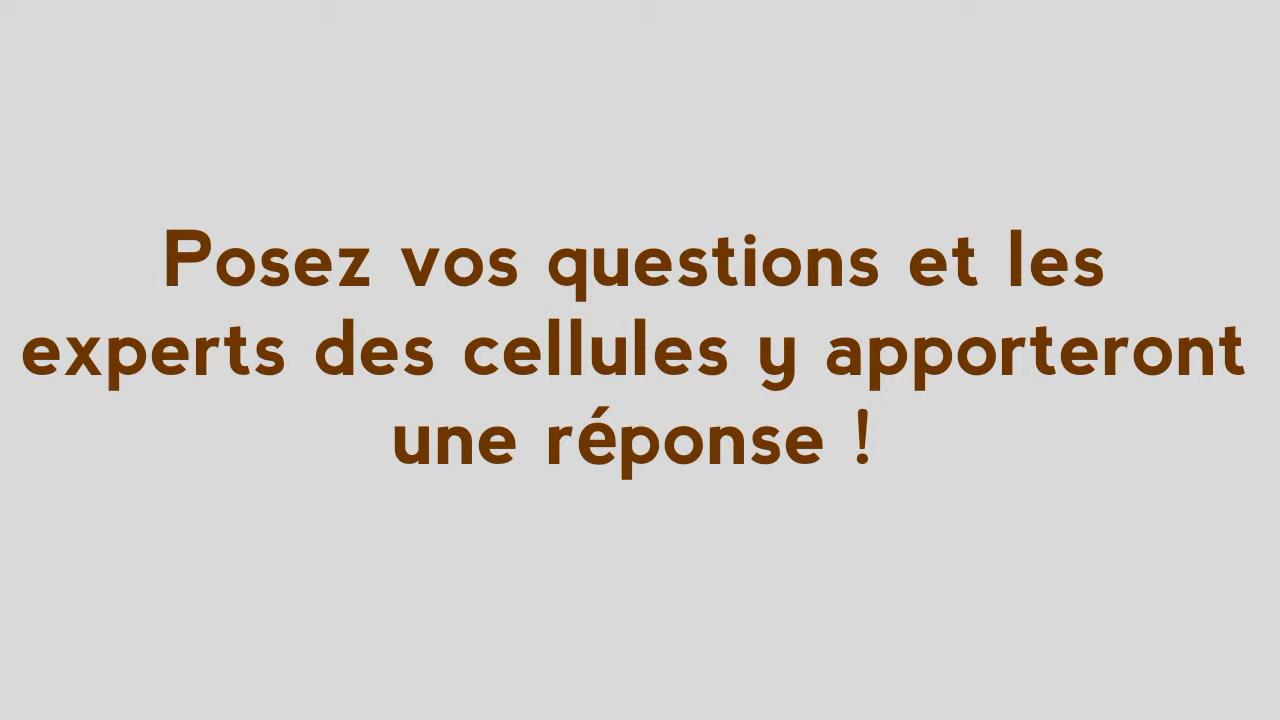 Posez vos questions et les
experts des cellules y apporteront
une réponse !